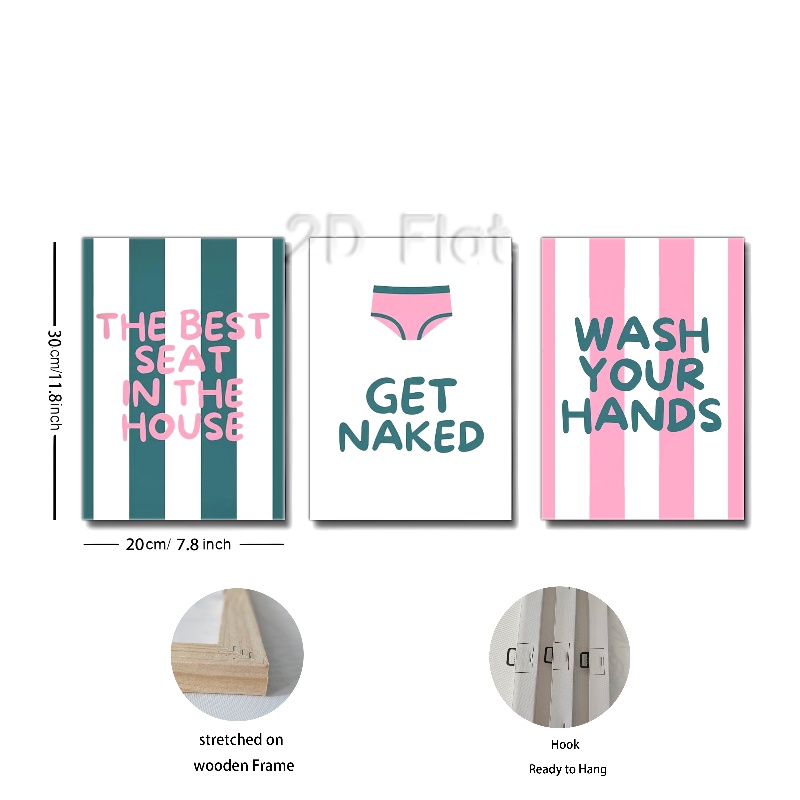 2D Flat
THE BEST
SEAT
IN THE
HOUSE
GET
NAKED
WASH
YOUR
HANDS
30cm/11.8inch
20cm/ 7.8 inch
stretched on
wooden Frame
Hook
Ready to Hang